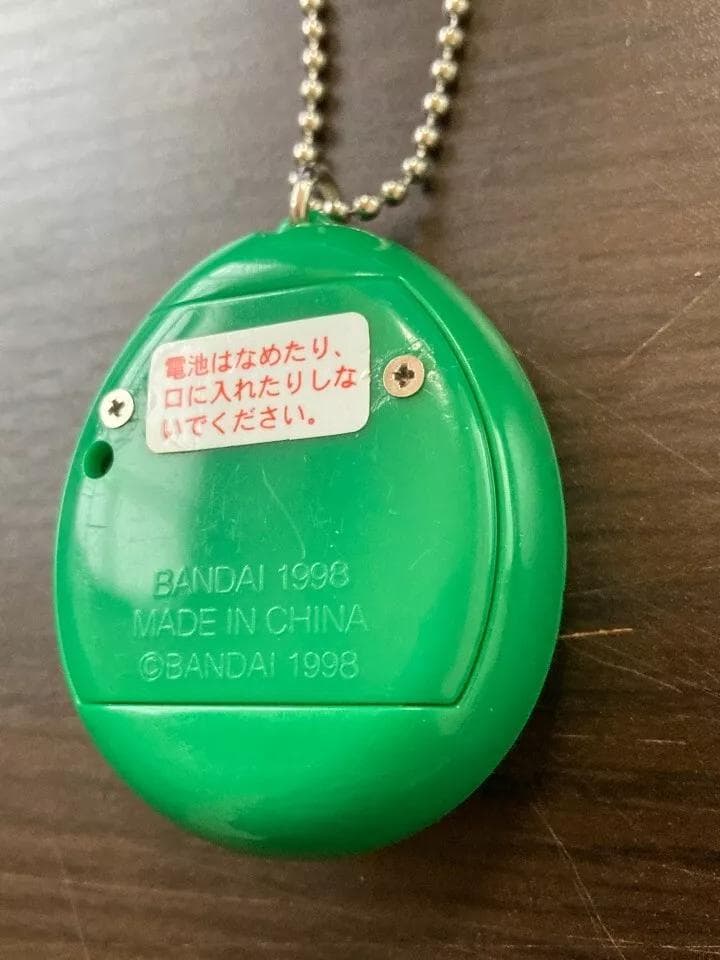 電池はなめたり、
口に入れたりしな
いでください。
BANDAI 1998
MADE IN CHINA
©BANDAI 1998